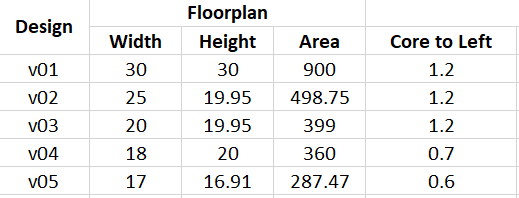 Design Floorplan
Width Height Area Core to Left
v01 30 30 900 1.2
v02 25 19.95 498.75 1.2
v03 20 19.95 399 1.2
v04 18 20 360 0.7
v05 17 16.91 287.47 0.6